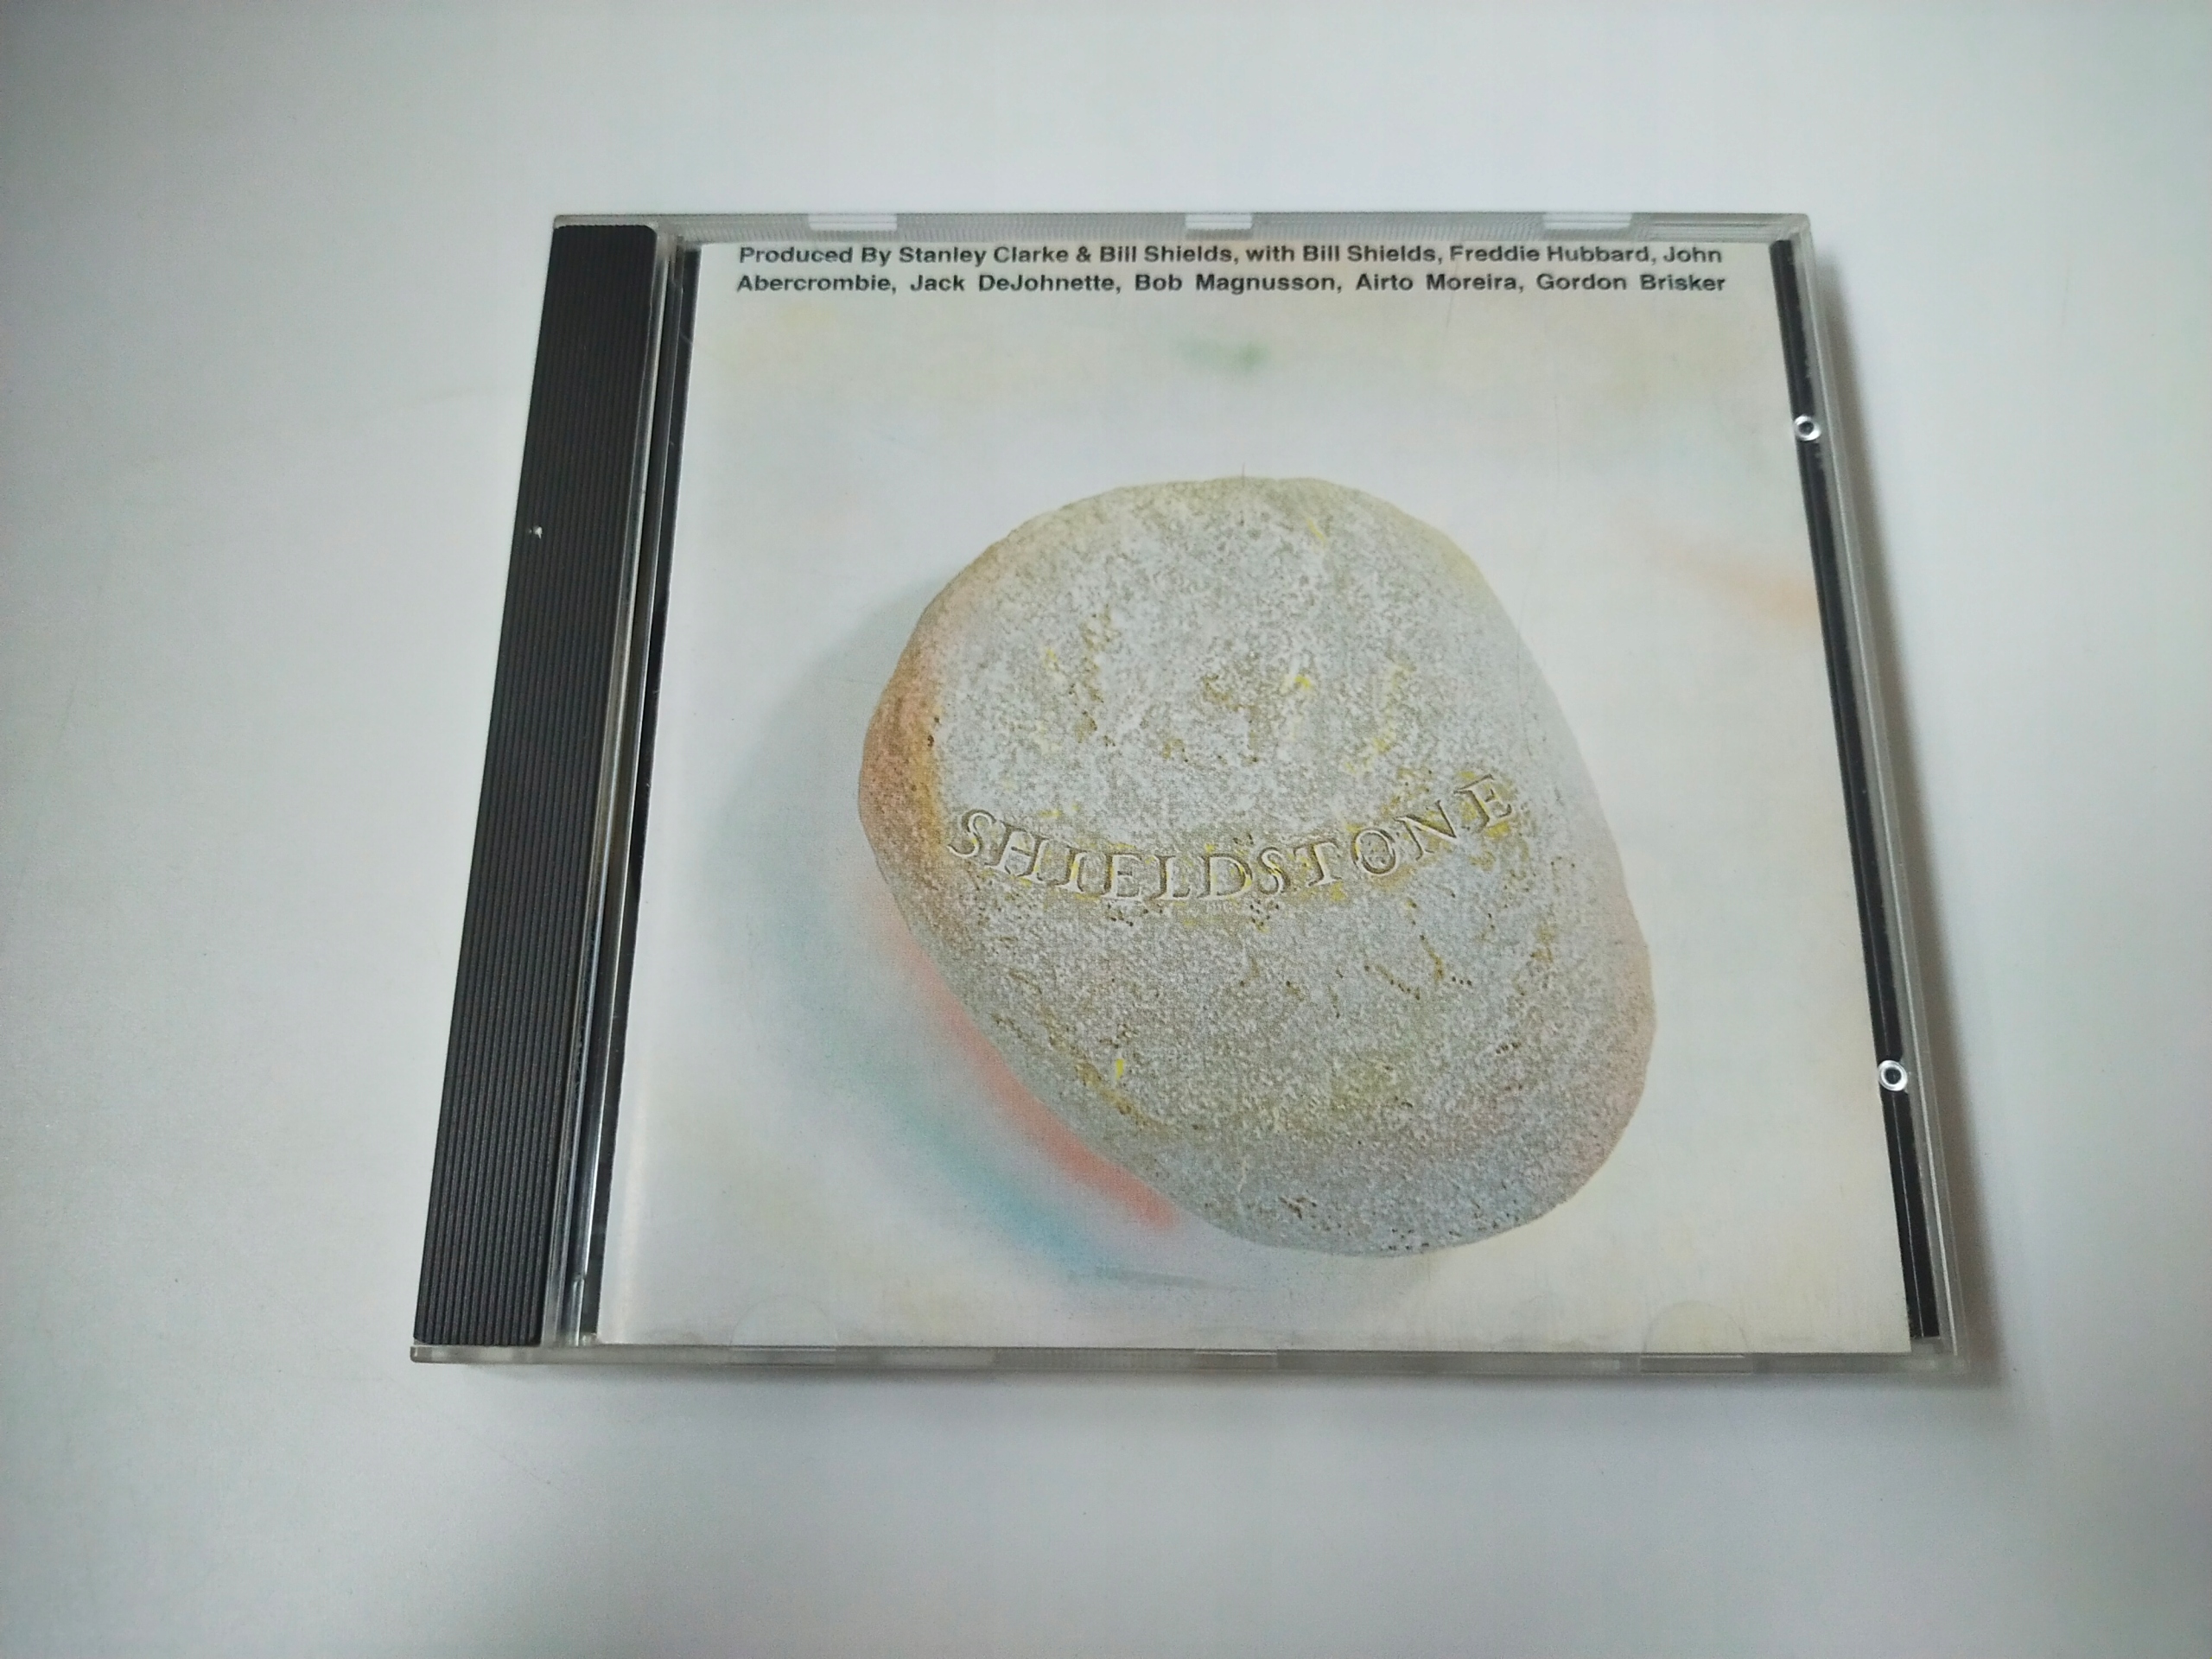 Produced By Stanley Clarke & Bill Shields, with Bill Shields, Freddie Hubbard, John
Abercrombie, Jack DeJohnette, Bob Magnusson, Airto Moreira, Gordon Brisker
SHIELDSTONE